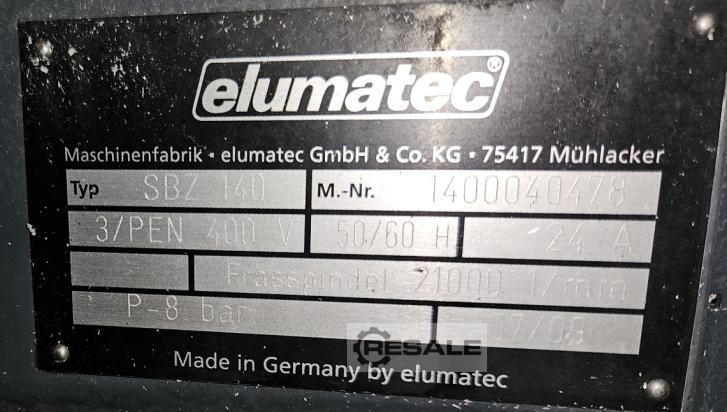 elumatec®
Maschinenfabrik • elumatec GmbH & Co. KG • 75417 Mühlacker
Typ SBZ 140 M.-Nr. 1400040478
3/PEN 400 V 50/60 H 24 A
Frässpindel 21000 1/min
P-8 bar 07/08
RESALE
Made in Germany by elumatec